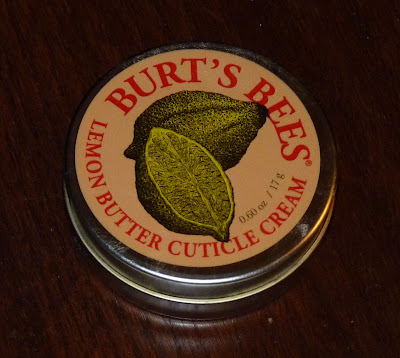 BURT'S BEES®
0.60 oz / 17 g
LEMON BUTTER CUTICLE CREAM